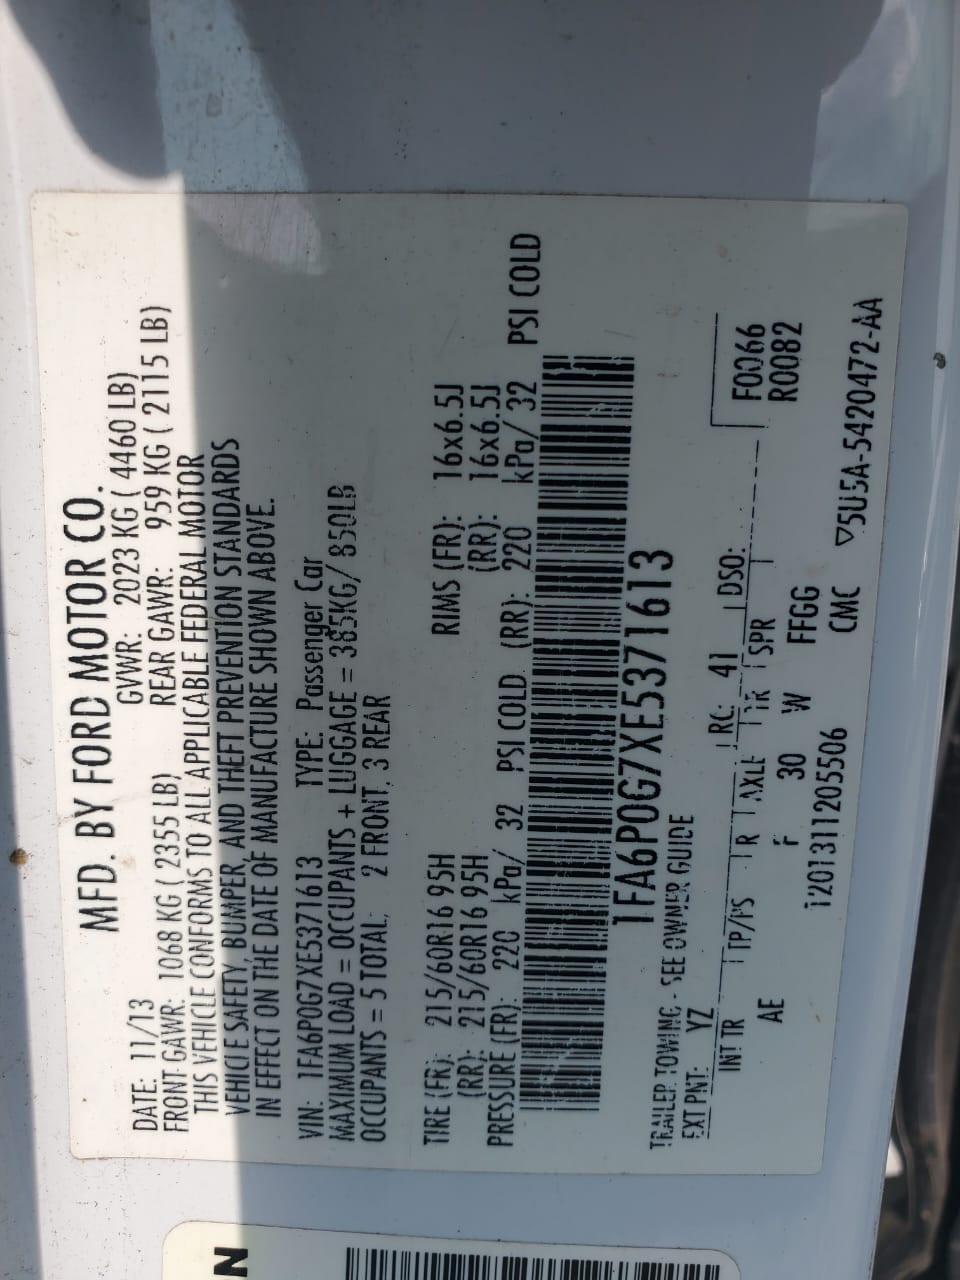 MFD. BY FORD MOTOR CO.
DATE: 11/13 GVWR: 2023 KG ( 4460 LB)
FRONT GAWR: 1068 KG ( 2355 LB) REAR GAWR: 959 KG ( 2115 LB)
THIS VEHICLE CONFORMS TO ALL APPLICABLE FEDERAL MOTOR
VEHICLE SAFETY, BUMPER, AND THEFT PREVENTION STANDARDS
IN EFFECT ON THE DATE OF MANUFACTURE SHOWN ABOVE.
VIN: 1FA6P0G7XE5371613 TYPE: Passenger Car
MAXIMUM LOAD = OCCUPANTS + LUGGAGE = 385KG/ 850LB
OCCUPANTS = 5 TOTAL: 2 FRONT, 3 REAR
TIRE (FR): 215/60R16 95H RIMS (FR): 16x6.5J
(RR): 215/60R16 95H (RR): 16x6.5J
PRESSURE (FR): 220 kPa/ 32 PSI COLD (RR): 220 kPa/ 32 PSI COLD
1FA6P0G7XE5371613
TRAILER TOWING - SEE OWNER GUIDE
EXT PNT: YZ RC: 41 DSO: F0066
INT TR TP/PS R AXLE TR SPR R0082
AE F 30 W FFGG
1201311205506 CMC ▽5U5A-5420472-AA
N